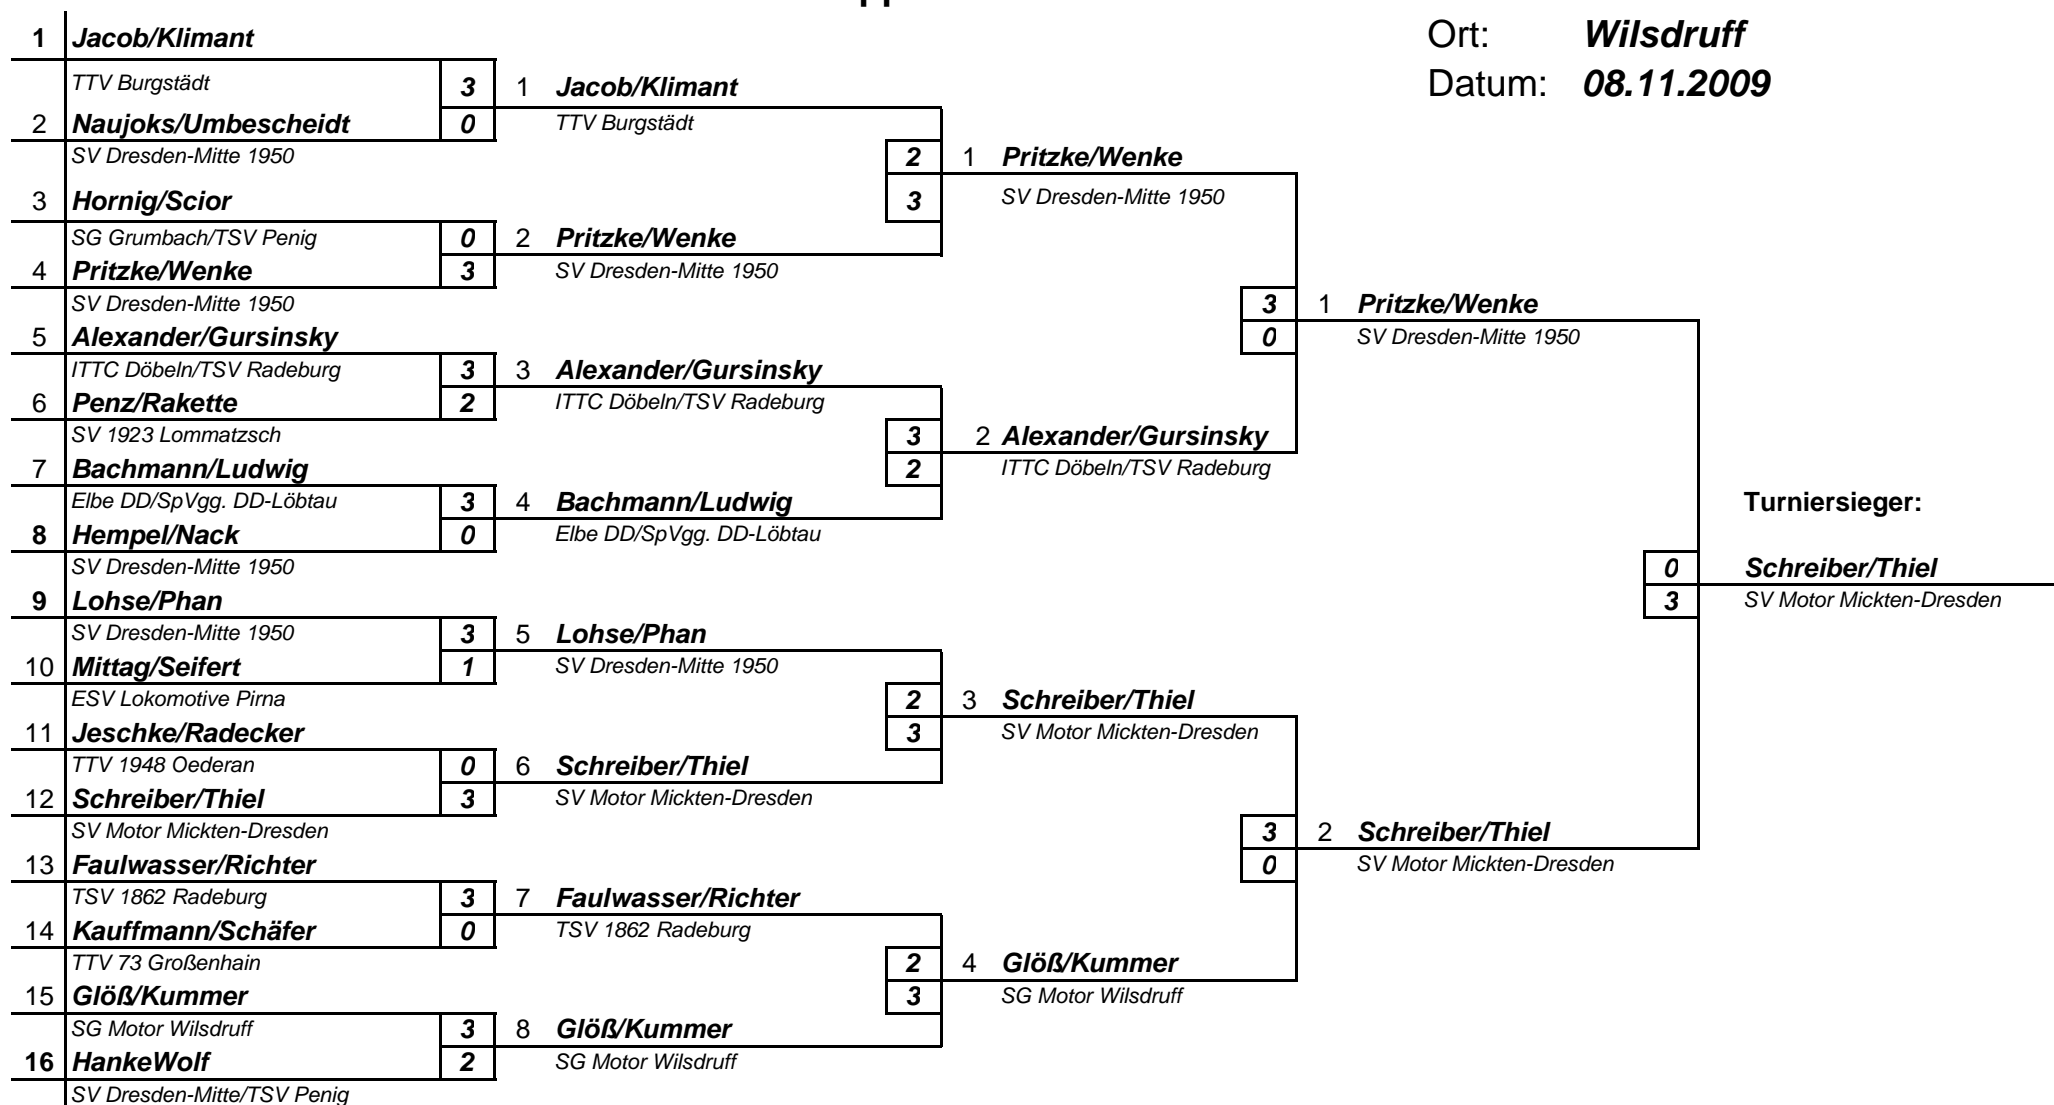 Ort: Wilsdruff
Datum: 08.11.2009
1 Jacob/Klimant
TTV Burgstädt 3 1 Jacob/Klimant
2 Naujoks/Umbescheidt 0 TTV Burgstädt
SV Dresden-Mitte 1950 2 1 Pritzke/Wenke
3 Hornig/Scior 3 SV Dresden-Mitte 1950
SG Grumbach/TSV Penig 0 2 Pritzke/Wenke
4 Pritzke/Wenke 3 SV Dresden-Mitte 1950
SV Dresden-Mitte 1950 3 1 Pritzke/Wenke
5 Alexander/Gursinsky 0 SV Dresden-Mitte 1950
ITTC Döbeln/TSV Radeburg 3 3 Alexander/Gursinsky
6 Penz/Rakette 2 ITTC Döbeln/TSV Radeburg
SV 1923 Lommatzsch 3 2 Alexander/Gursinsky
7 Bachmann/Ludwig 2 ITTC Döbeln/TSV Radeburg
Elbe DD/SpVgg. DD-Löbtau 3 4 Bachmann/Ludwig Turniersieger:
8 Hempel/Nack 0 Elbe DD/SpVgg. DD-Löbtau
SV Dresden-Mitte 1950 0 Schreiber/Thiel
9 Lohse/Phan 3 SV Motor Mickten-Dresden
SV Dresden-Mitte 1950 3 5 Lohse/Phan
10 Mittag/Seifert 1 SV Dresden-Mitte 1950
ESV Lokomotive Pirna 2 3 Schreiber/Thiel
11 Jeschke/Radecker 3 SV Motor Mickten-Dresden
TTV 1948 Oederan 0 6 Schreiber/Thiel
12 Schreiber/Thiel 3 SV Motor Mickten-Dresden
SV Motor Mickten-Dresden 3 2 Schreiber/Thiel
13 Faulwasser/Richter 0 SV Motor Mickten-Dresden
TSV 1862 Radeburg 3 7 Faulwasser/Richter
14 Kauffmann/Schäfer 0 TSV 1862 Radeburg
TTV 73 Großenhain 2 4 Glöß/Kummer
15 Glöß/Kummer 3 SG Motor Wilsdruff
SG Motor Wilsdruff 3 8 Glöß/Kummer
16 HankeWolf 2 SG Motor Wilsdruff
SV Dresden-Mitte/TSV Penig